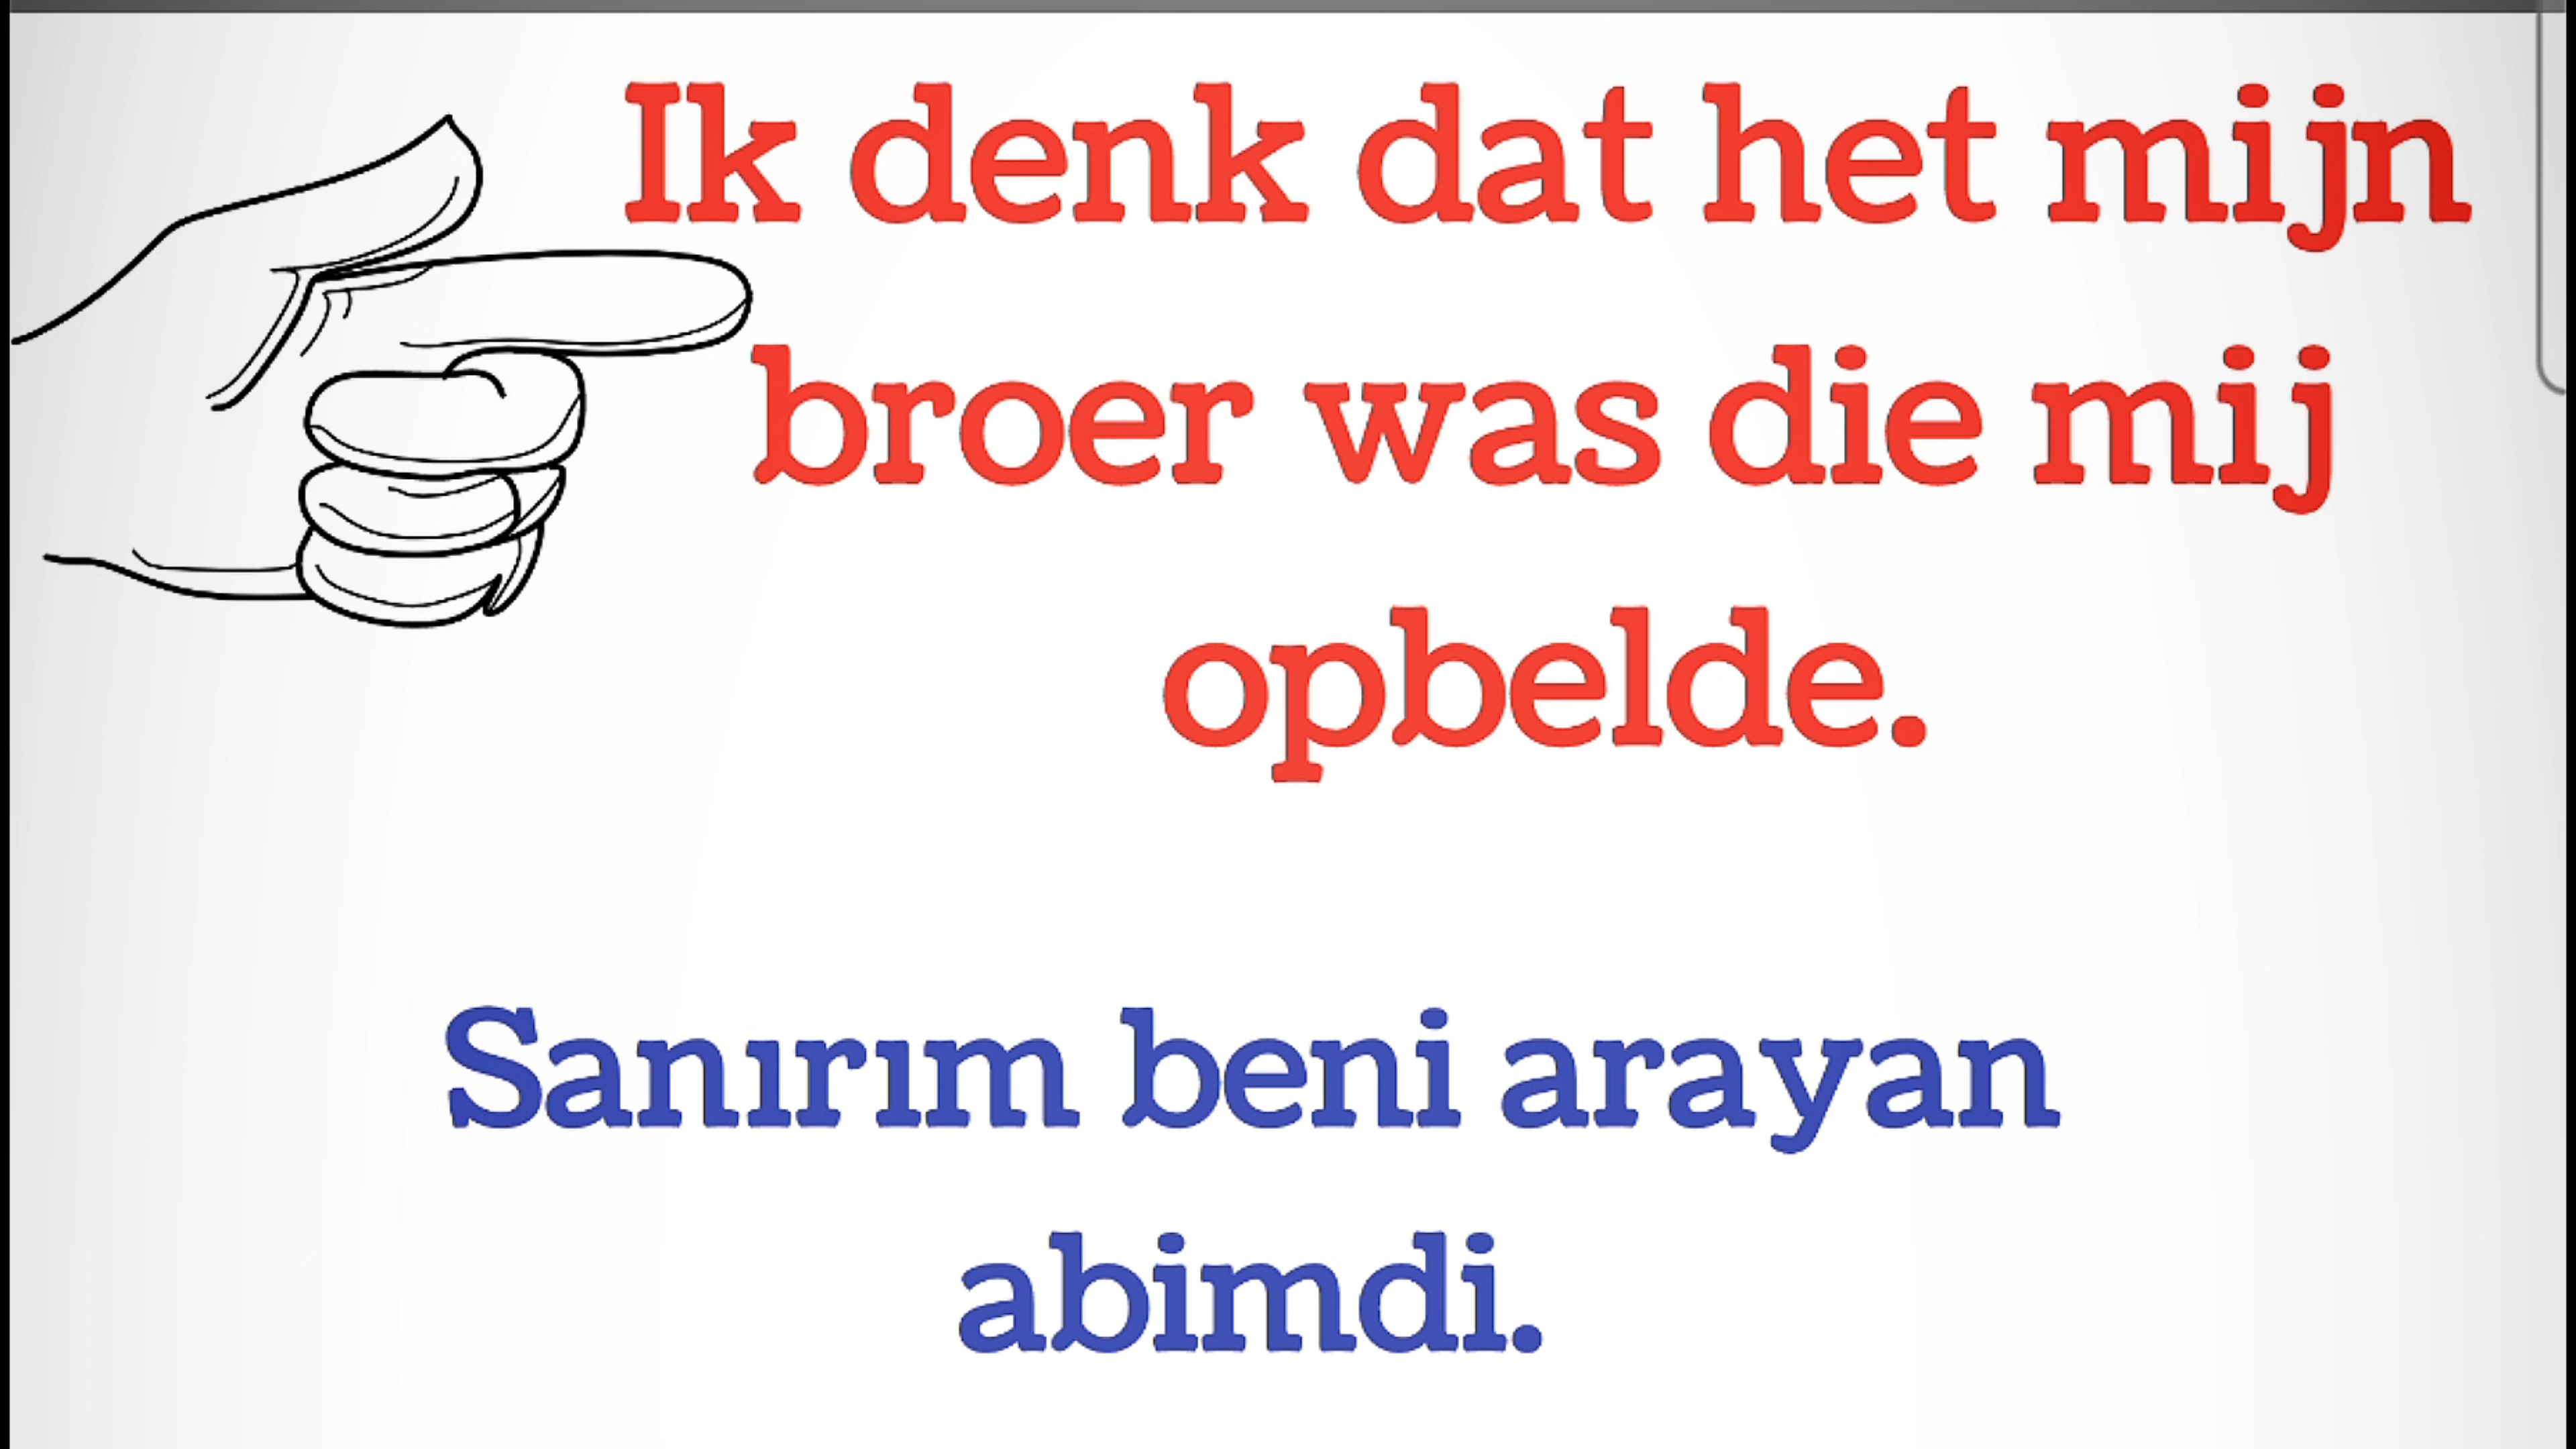 Ik denk dat het mijn
broer was die mij
opbelde.
Sanırım beni arayan
abimdi.